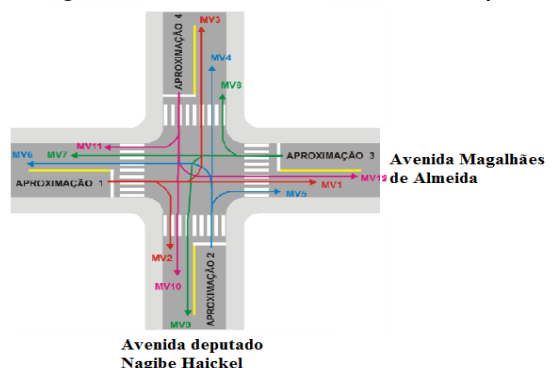 APROXIMAÇÃO 4
MV3
MV4
MV8
MV11
MV6
MV7
APROXIMAÇÃO 3
Avenida Magalhães
de Almeida
APROXIMAÇÃO 1
MV1
MV12
MV5
MV2
MV10
APROXIMAÇÃO 2
MV9
Avenida deputado
Nagibe Haickel